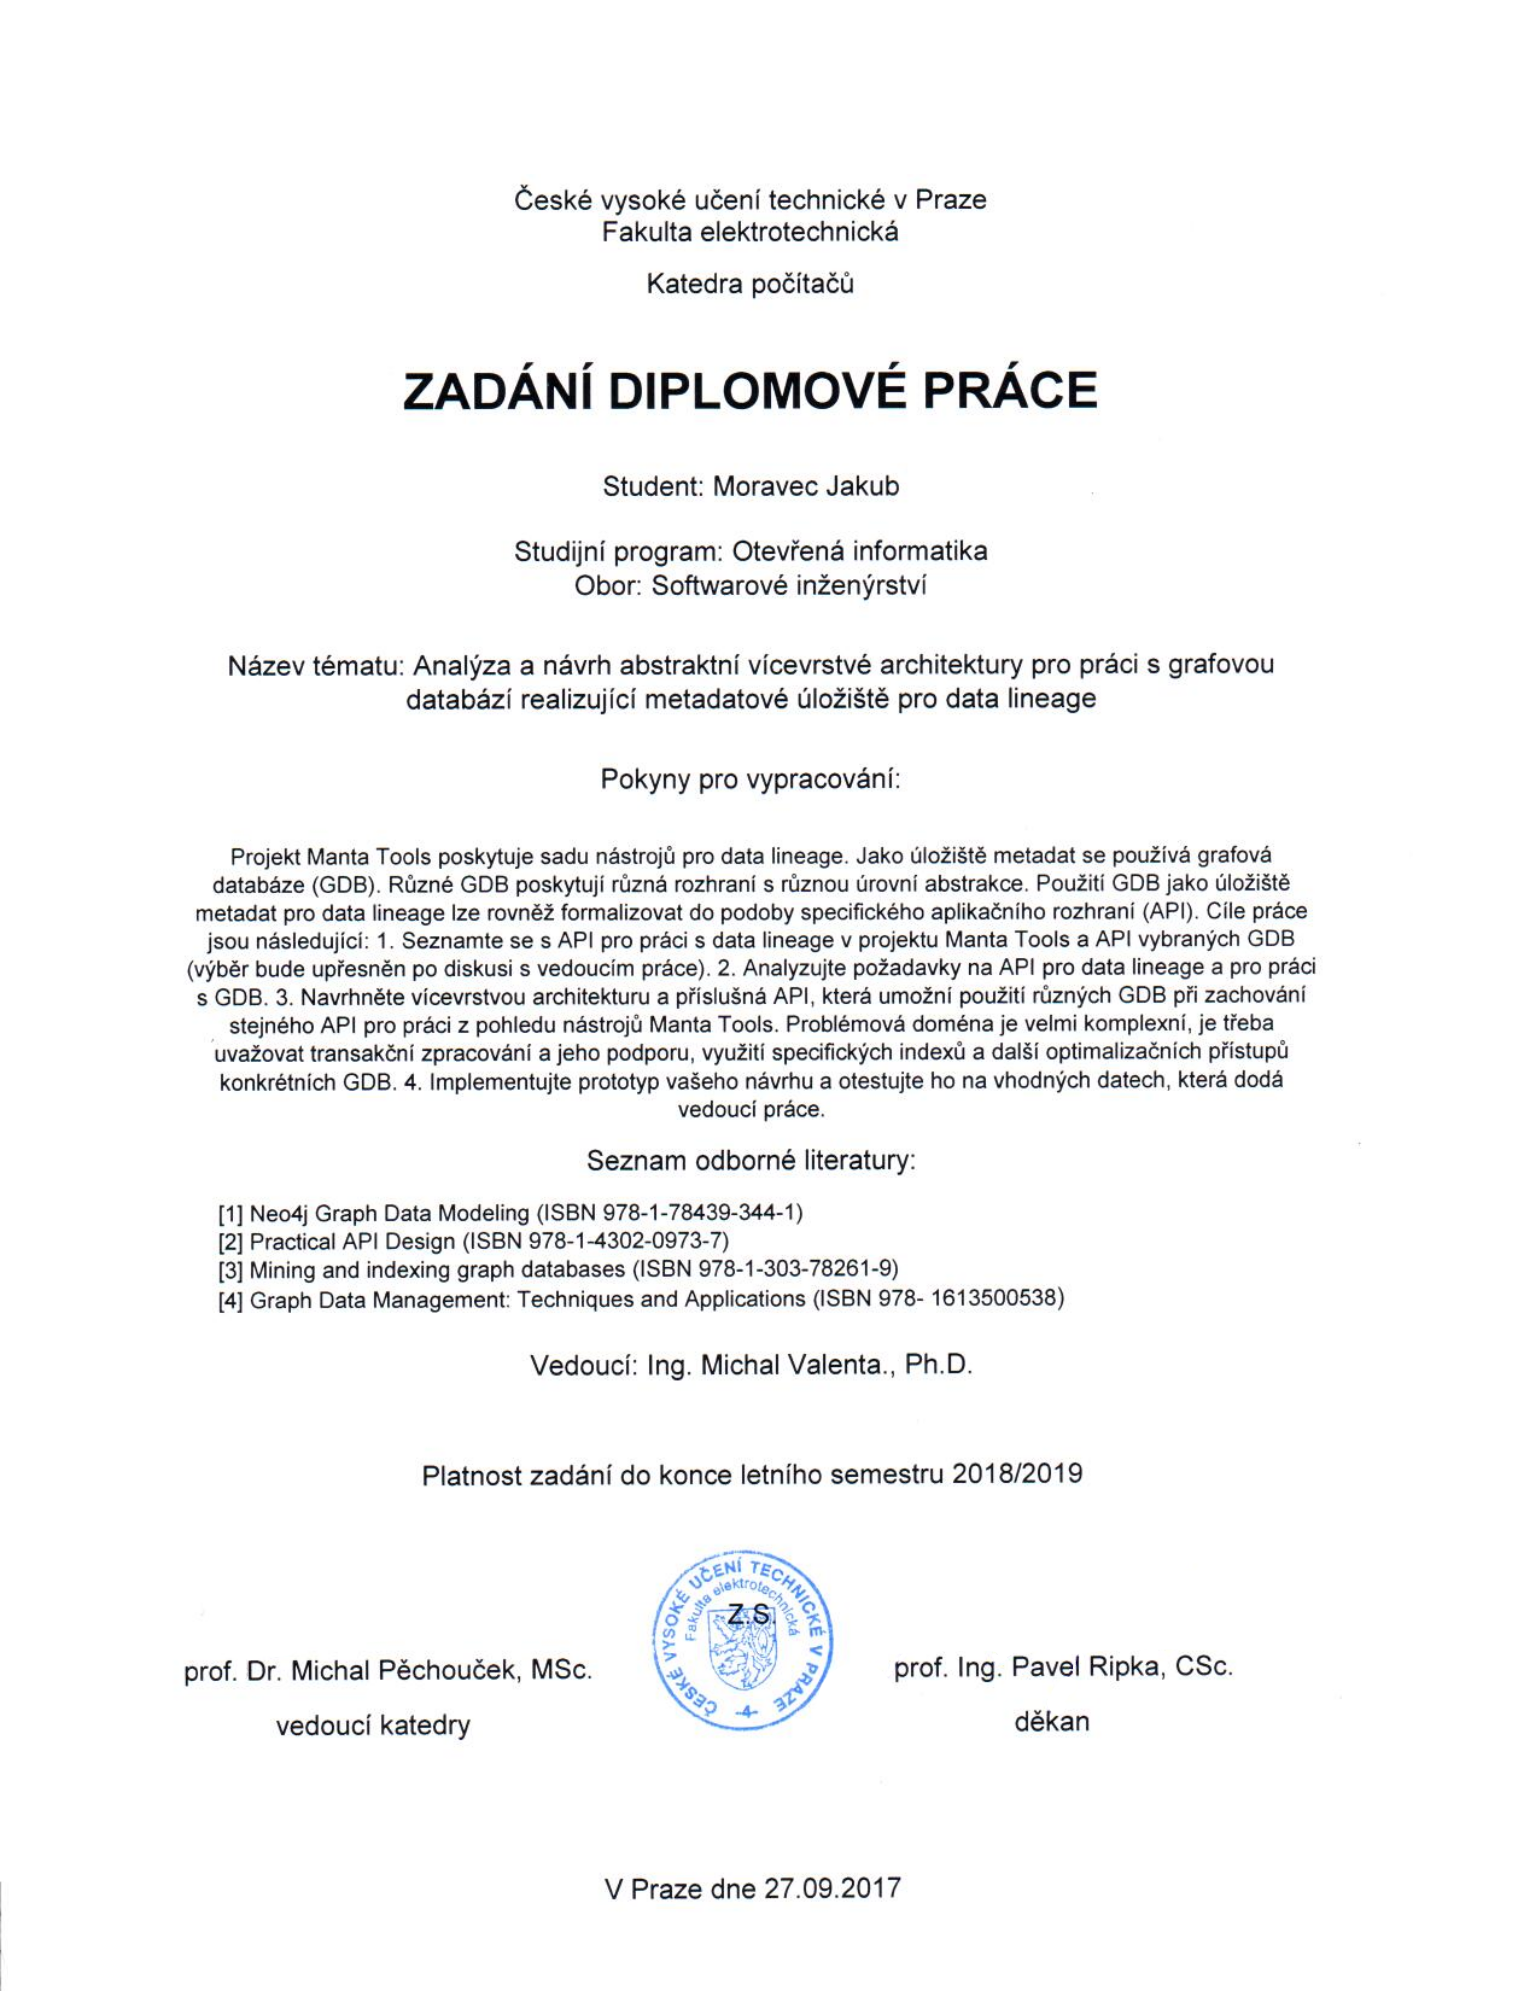 České vysoké učení technické v Praze
Fakulta elektrotechnická
Katedra počítačů
ZADÁNÍ DIPLOMOVÉ PRÁCE
Student: Moravec Jakub
Studijní program: Otevřená informatika
Obor: Softwarové inženýrství
Název tématu: Analýza a návrh abstraktní vícevrstvé architektury pro práci s grafovou
databází realizující metadatové úložiště pro data lineage
Pokyny pro vypracování:
Projekt Manta Tools poskytuje sadu nástrojů pro data lineage. Jako úložiště metadat se používá grafová
databáze (GDB). Různé GDB poskytují různá rozhraní s různou úrovní abstrakce. Použití GDB jako úložiště
metadat pro data lineage lze rovněž formalizovat do podoby specifického aplikačního rozhraní (API). Cíle práce
jsou následující: 1. Seznamte se s API pro práci s data lineage v projektu Manta Tools a API vybraných GDB
(výběr bude upřesněn po diskusi s vedoucím práce). 2. Analyzujte požadavky na API pro data lineage a pro práci
s GDB. 3. Navrhněte vícevrstvou architekturu a příslušná API, která umožní použití různých GDB při zachování
stejného API pro práci z pohledu nástrojů Manta Tools. Problémová doména je velmi komplexní, je třeba
uvažovat transakční zpracování a jeho podporu, využití specifických indexů a další optimalizačních přístupů
konkrétních GDB. 4. Implementujte prototyp vašeho návrhu a otestujte ho na vhodných datech, která dodá
vedoucí práce.
Seznam odborné literatury:
[1] Neo4j Graph Data Modeling (ISBN 978-1-78439-344-1)
[2] Practical API Design (ISBN 978-1-4302-0973-7)
[3] Mining and indexing graph databases (ISBN 978-1-303-78261-9)
[4] Graph Data Management: Techniques and Applications (ISBN 978- 1613500538)
Vedoucí: Ing. Michal Valenta., Ph.D.
Platnost zadání do konce letního semestru 2018/2019
ČESKÉ VYSOKÉ UČENÍ TECHNICKÉ V PRAZE
Fakulta elektrotechnická
Z.S.
-4-
prof. Dr. Michal Pěchouček, MSc.
vedoucí katedry
prof. Ing. Pavel Ripka, CSc.
děkan
V Praze dne 27.09.2017